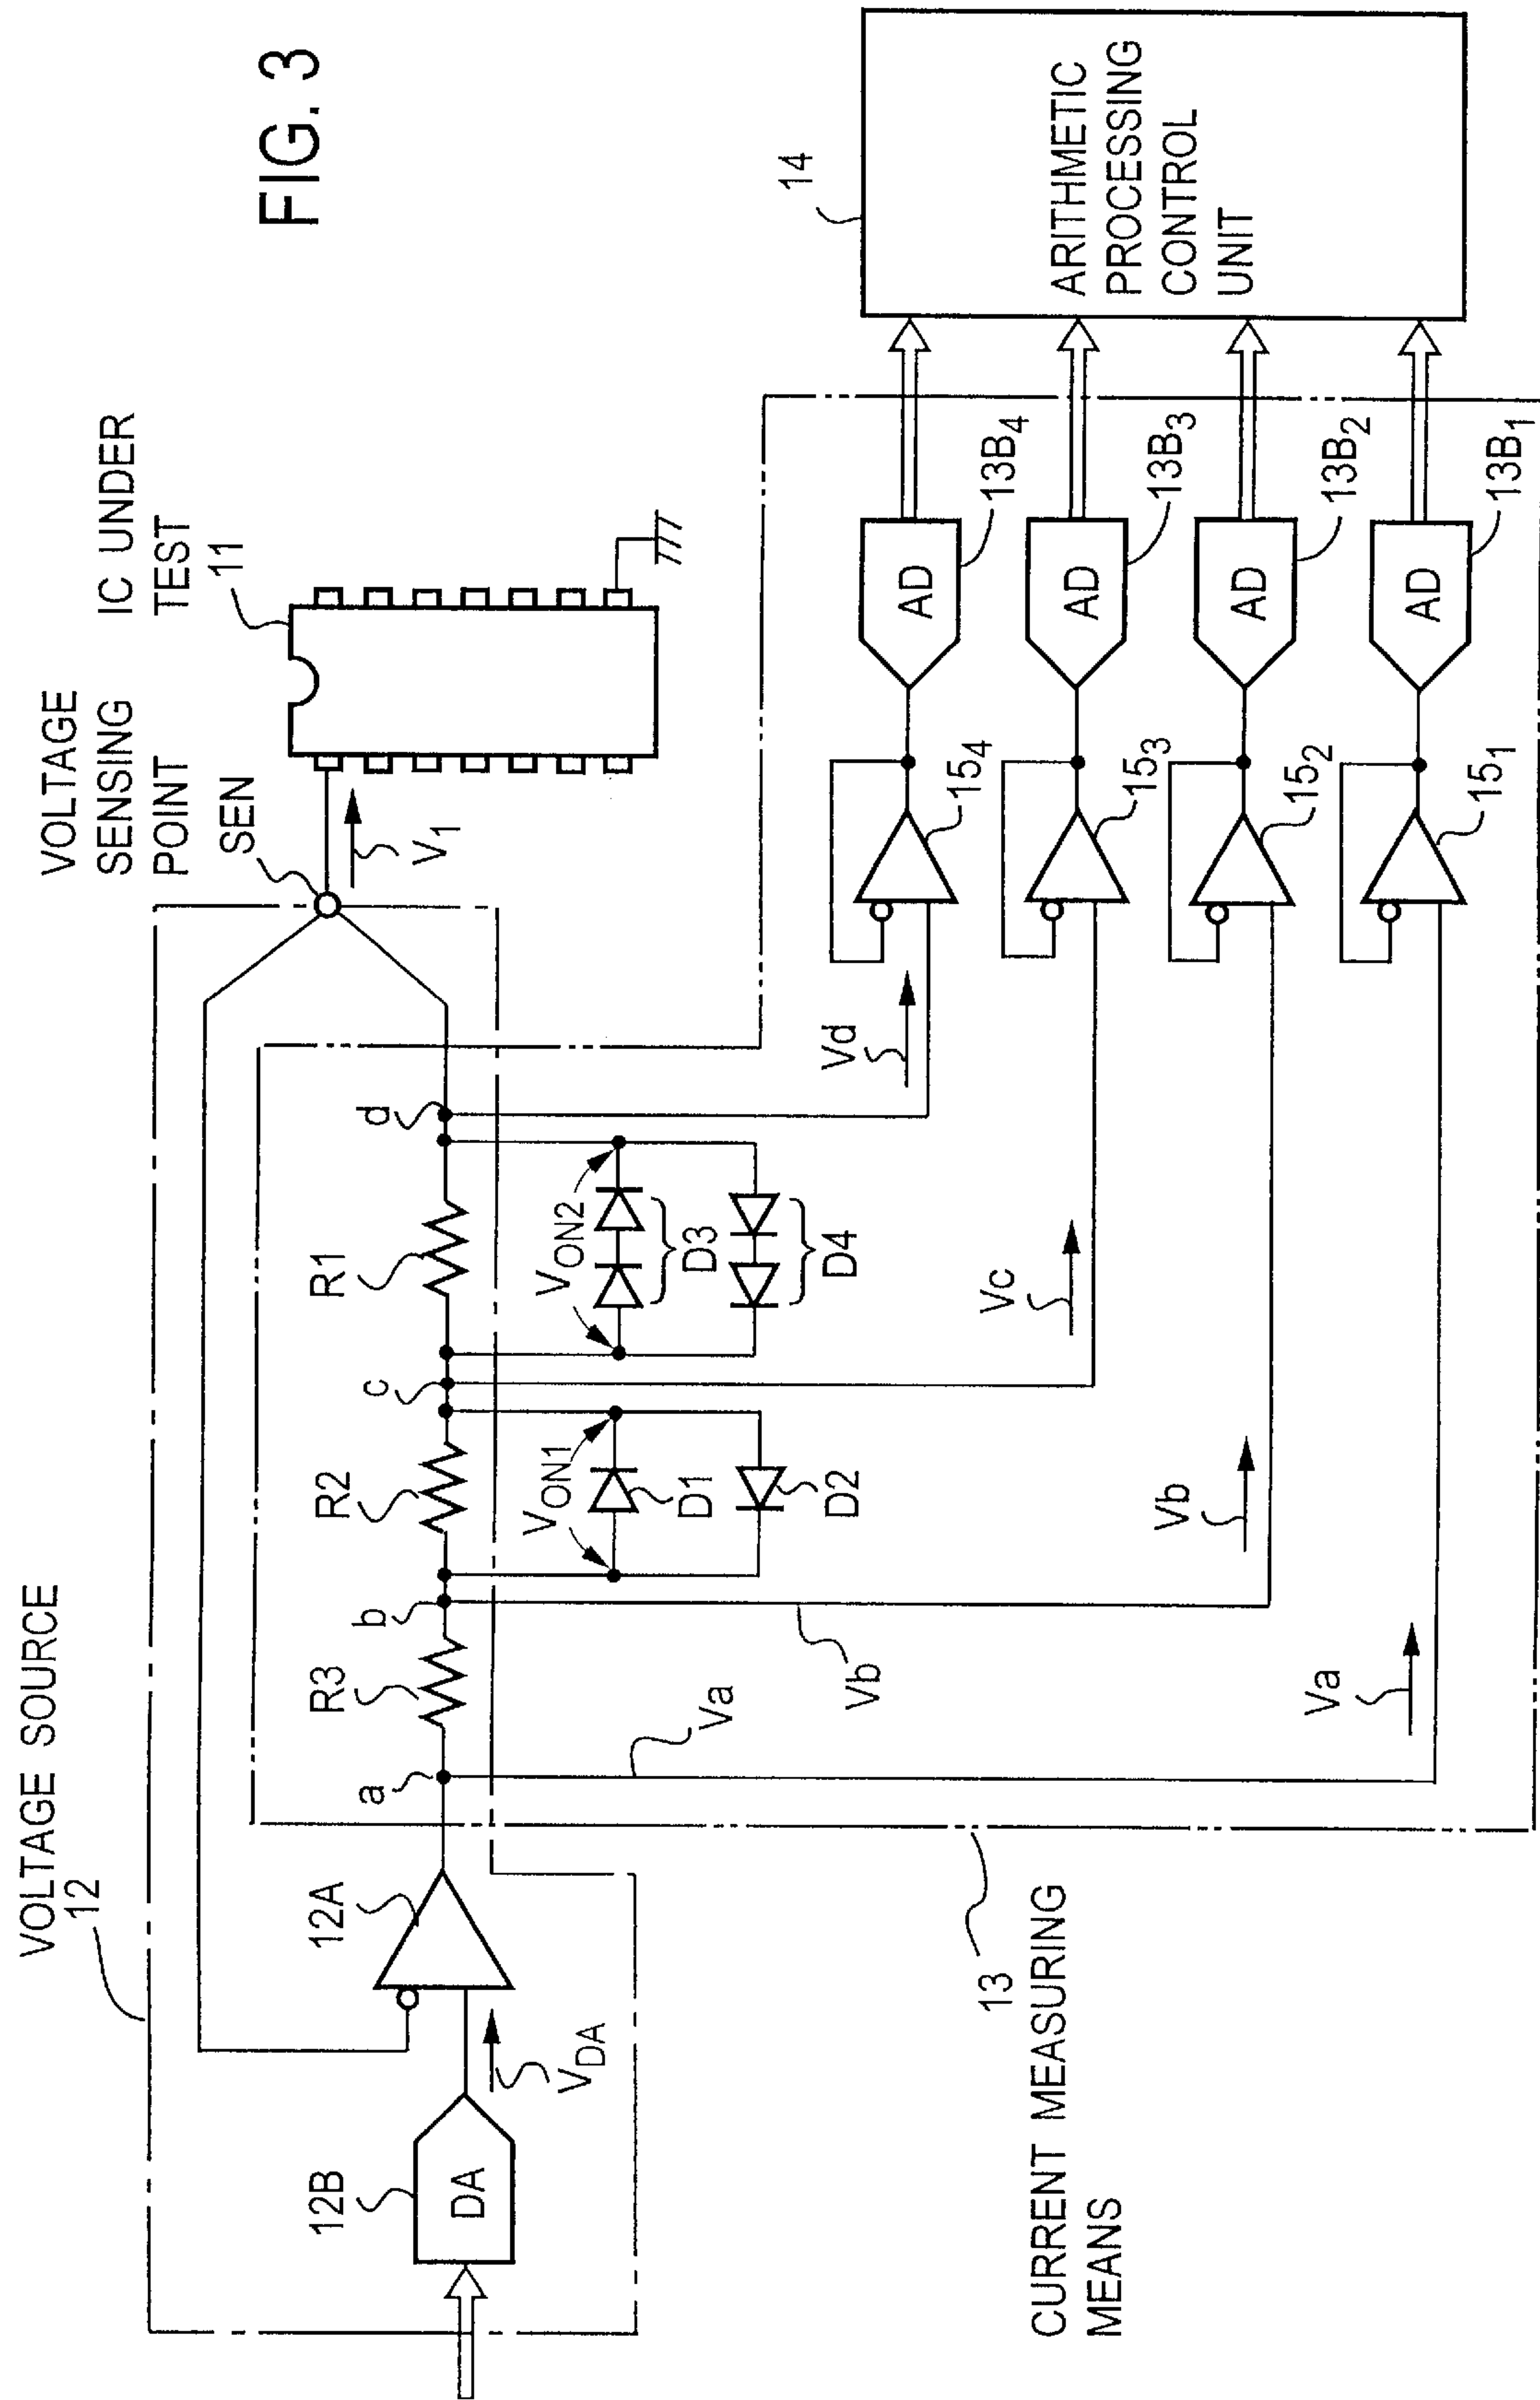 FIG. 3
VOLTAGE SOURCE
12
VOLTAGE
SENSING
POINT
SEN
IC UNDER
TEST
11
V1
12B
DA
VDA
12A
a
R3
b
R2
c
R1
d
VON1
D1
D2
VON2
D3
D4
Va
Vb
Va
Vb
Vc
Vd
154
153
152
151
AD
AD
AD
AD
13B4
13B3
13B2
13B1
14
ARITHMETIC
PROCESSING
CONTROL
UNIT
13
CURRENT MEASURING
MEANS